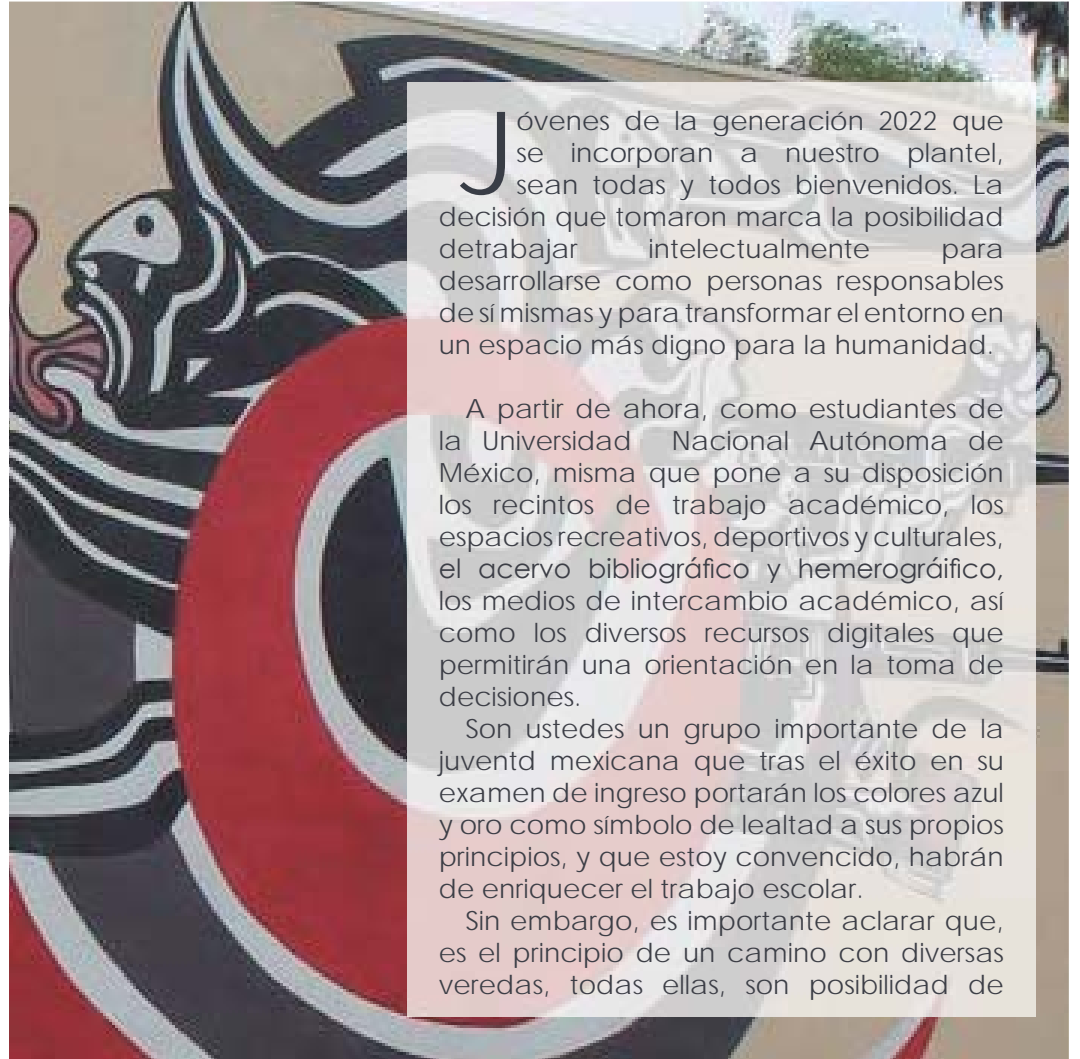 Jóvenes de la generación 2022 que
se incorporan a nuestro plantel,
sean todas y todos bienvenidos. La
decisión que tomaron marca la posibilidad
detrabajar intelectualmente para
desarrollarse como personas responsables
de sí mismas y para transformar el entorno en
un espacio más digno para la humanidad.
A partir de ahora, como estudiantes de
la Universidad Nacional Autónoma de
México, misma que pone a su disposición
los recintos de trabajo académico, los
espacios recreativos, deportivos y culturales,
el acervo bibliográfico y hemerográifico,
los medios de intercambio académico, así
como los diversos recursos digitales que
permitirán una orientación en la toma de
decisiones.
Son ustedes un grupo importante de la
juventd mexicana que tras el éxito en su
examen de ingreso portarán los colores azul
y oro como símbolo de lealtad a sus propios
principios, y que estoy convencido, habrán
de enriquecer el trabajo escolar.
Sin embargo, es importante aclarar que,
es el principio de un camino con diversas
veredas, todas ellas, son posibilidad de